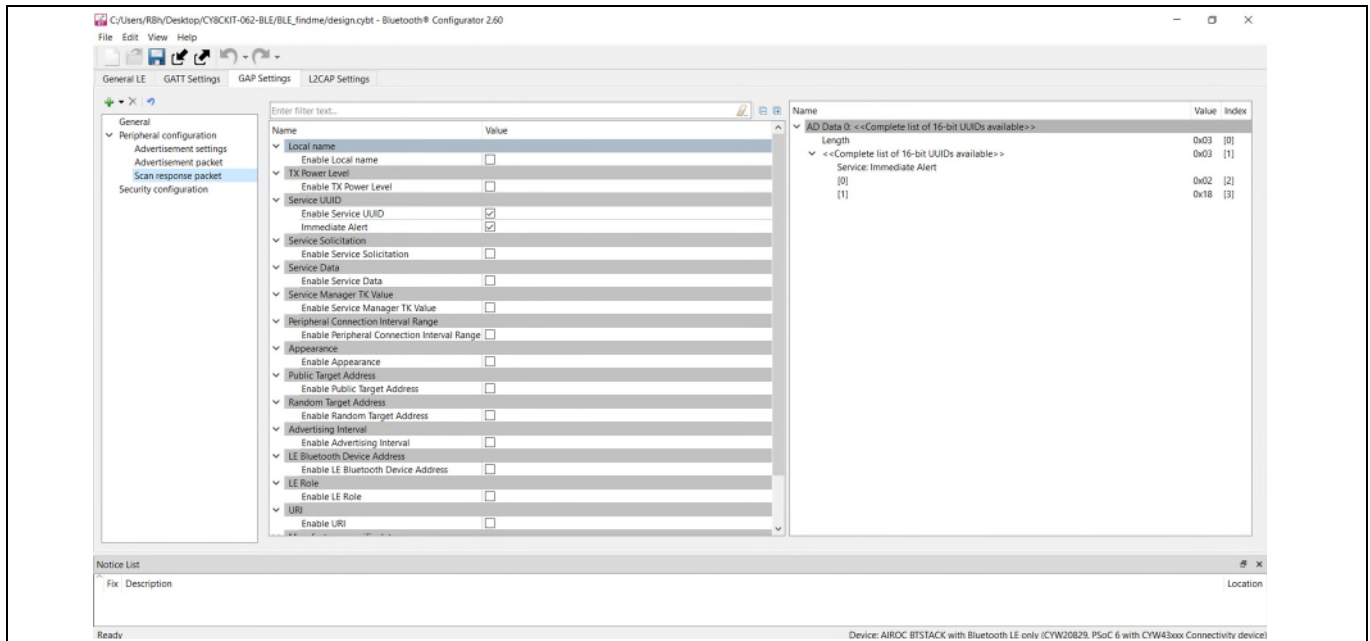 C:/Users/RBh/Desktop/CY8CKIT-062-BLE/BLE_findme/design.cybt - Bluetooth® Configurator 2.60
File Edit View Help
General LE GATT Settings GAP Settings L2CAP Settings
General
Peripheral configuration
Advertisement settings
Advertisement packet
Scan response packet
Security configuration
Enter filter text...
Name Value
Local name
Enable Local name
TX Power Level
Enable TX Power Level
Service UUID
Enable Service UUID
Immediate Alert
Service Solicitation
Enable Service Solicitation
Service Data
Enable Service Data
Service Manager TK Value
Enable Service Manager TK Value
Peripheral Connection Interval Range
Enable Peripheral Connection Interval Range
Appearance
Enable Appearance
Public Target Address
Enable Public Target Address
Random Target Address
Enable Random Target Address
Advertising Interval
Enable Advertising Interval
LE Bluetooth Device Address
Enable LE Bluetooth Device Address
LE Role
Enable LE Role
URI
Enable URI
Name Value Index
AD Data 0: <<Complete list of 16-bit UUIDs available>>
Length 0x03 [0]
<<Complete list of 16-bit UUIDs available>> 0x03 [1]
Service: Immediate Alert
[0] 0x02 [2]
[1] 0x18 [3]
Notice List
Fix Description Location
Ready Device: AIROC BTSTACK with Bluetooth LE only (CYW20829, PSoC 6 with CYW43xxx Connectivity device)